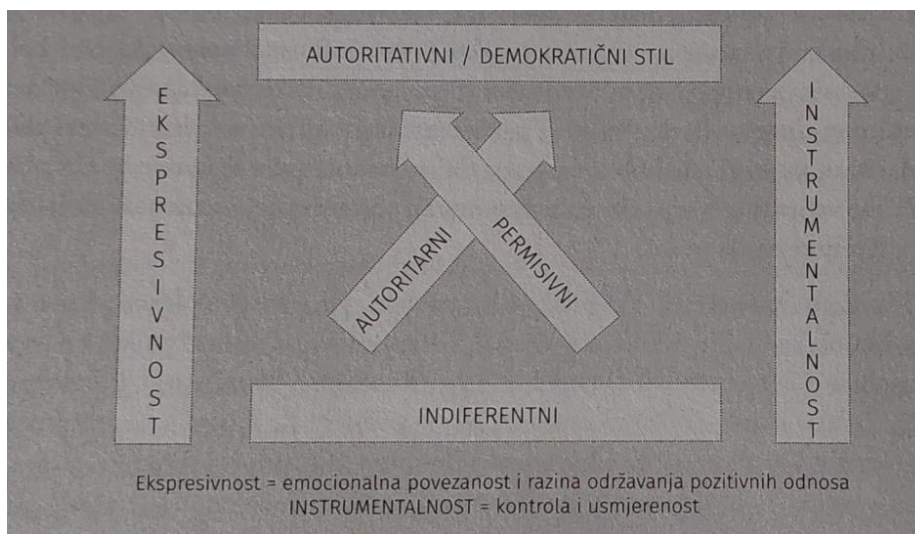 AUTORITATIVNI / DEMOKRATIČNI STIL
EKSPRESIVNOST
AUTORITARNI
PERMISIVNI
INSTRUMENTALNOST
INDIFERENTNI
Ekspresivnost = emocionalna povezanost i razina održavanja pozitivnih odnosa
INSTRUMENTALNOST = kontrola i usmjerenost